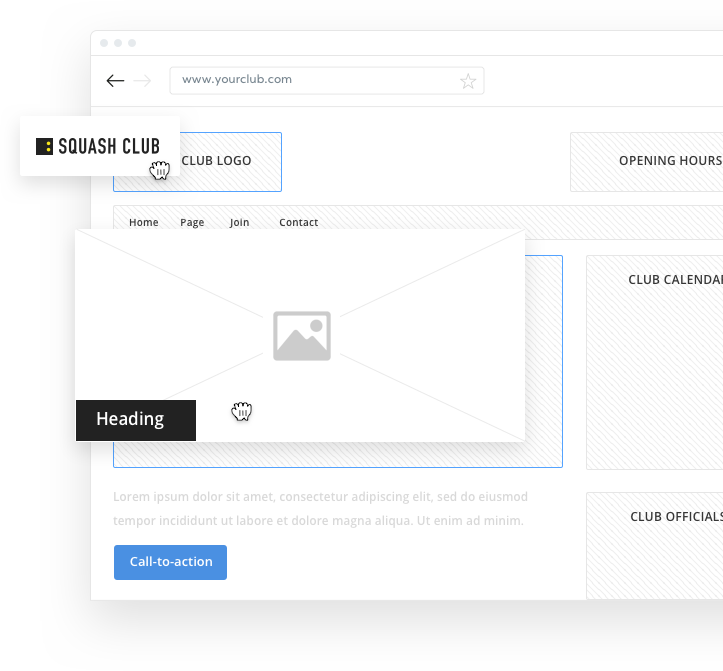 www.yourclub.com
SQUASH CLUB
CLUB LOGO
OPENING HOURS
Home Page Join Contact
CLUB CALENDAR
Heading
Lorem ipsum dolor sit amet, consectetur adipiscing elit, sed do eiusmod
tempor incididunt ut labore et dolore magna aliqua. Ut enim ad minim.
CLUB OFFICIALS
Call-to-action